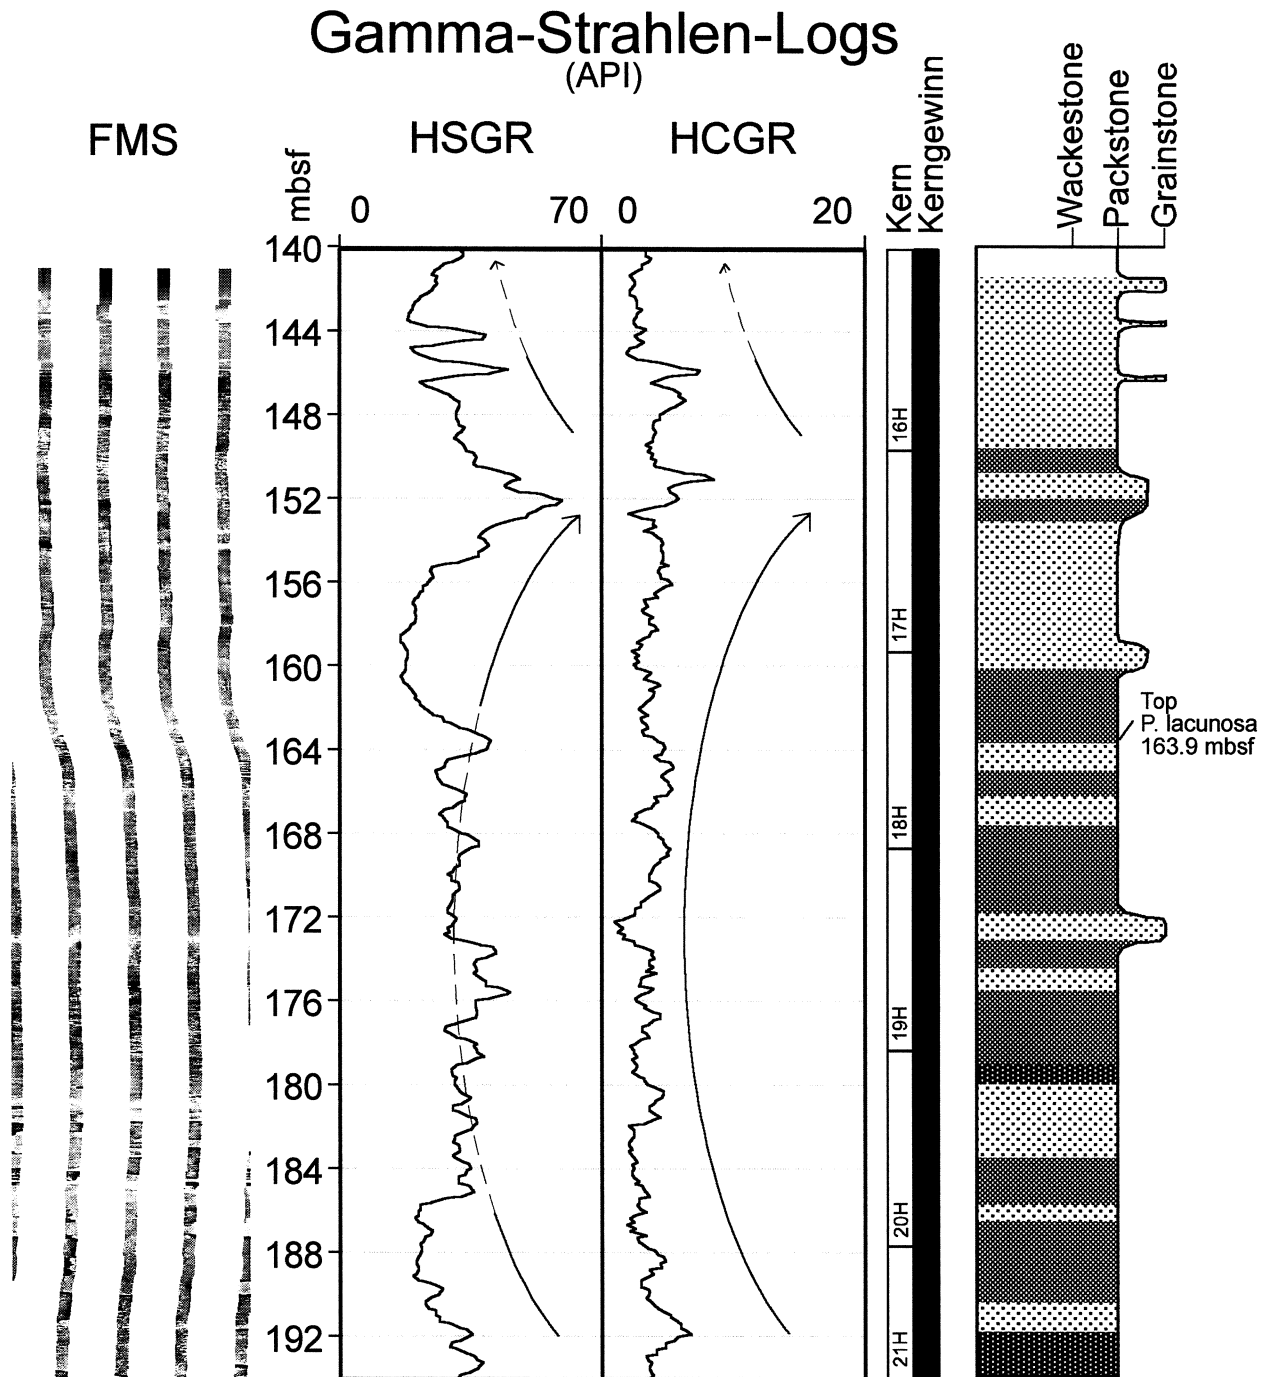 Gamma-Strahlen-Logs
(API)
FMS
HSGR
HCGR
mbsf
0
70
0
20
Kern
Kerngewinn
Wackestone
Packstone
Grainstone
140
144
148
152
156
160
164
168
172
176
180
184
188
192
16H
17H
18H
19H
20H
21H
Top
P. lacunosa
163.9 mbsf